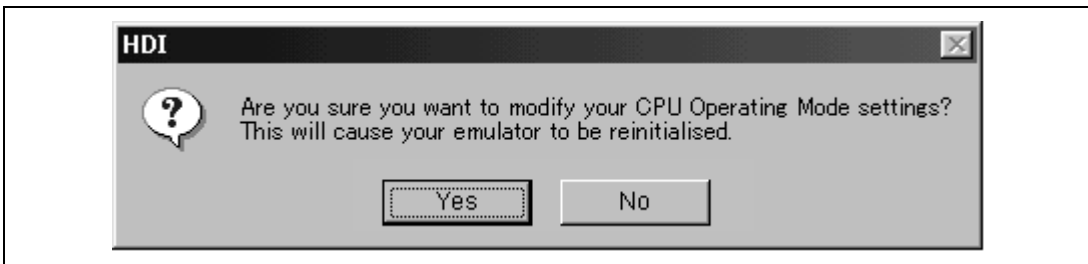 HDI
Are you sure you want to modify your CPU Operating Mode settings?
This will cause your emulator to be reinitialised.
Yes
No